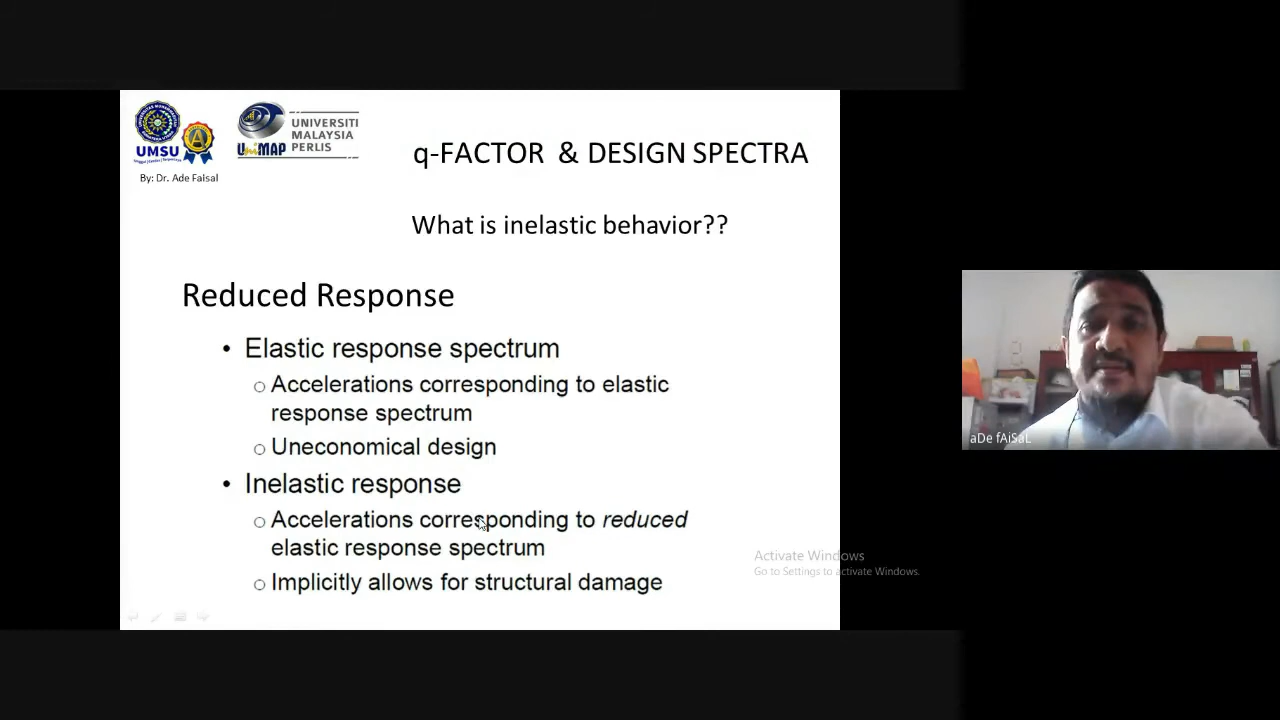 UMSU
UniMAP
UNIVERSITI
MALAYSIA
PERLIS
By: Dr. Ade Faisal
q-FACTOR & DESIGN SPECTRA
What is inelastic behavior??
Reduced Response
• Elastic response spectrum
○ Accelerations corresponding to elastic
response spectrum
○ Uneconomical design
• Inelastic response
○ Accelerations corresponding to reduced
elastic response spectrum
○ Implicitly allows for structural damage
aDe fAiSaL
Activate Windows
Go to Settings to activate Windows.